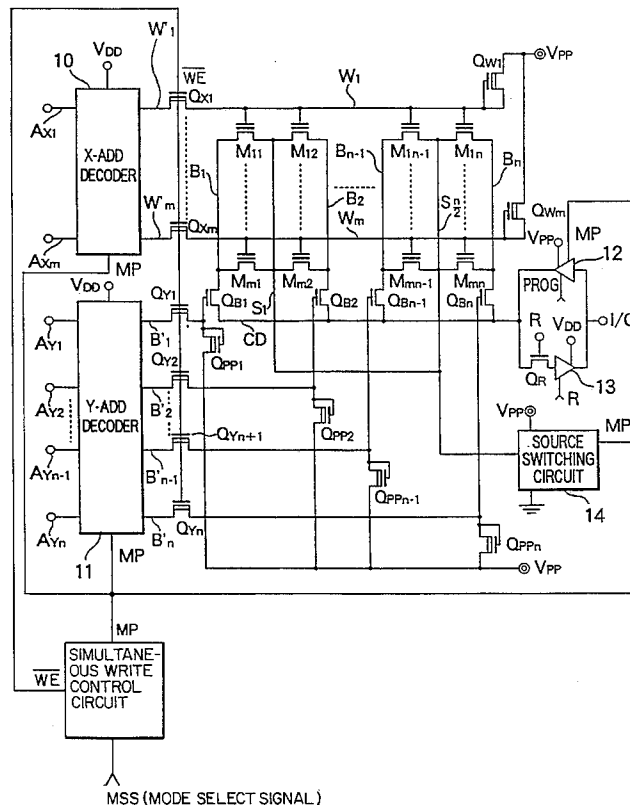 W'1
VDD
10
WE
QX1
W1
QW1
VPP
AX1
X-ADD
DECODER
B1
M11
M12
Bn-1
M1n-1
M1n
Bn
B2
Sn/2
W'm
QXm
Wm
QWm
AXm
MP
VPP
MP
12
VDD
QY1
Mm1
Mm2
Mmn-1
Mmn
PROG
QB1
S1
QB2
QBn-1
QBn
I/O
AY1
B'1
CD
R
VDD
QY2
QPP1
QR
13
R
AY2
Y-ADD
DECODER
B'2
QYn+1
QPP2
VPP
MP
AYn-1
B'n-1
QPPn-1
SOURCE
SWITCHING
CIRCUIT
QYn
14
AYn
B'n
QPPn
11
MP
VPP
MP
WE
SIMULTANE-
OUS WRITE
CONTROL
CIRCUIT
MSS (MODE SELECT SIGNAL)